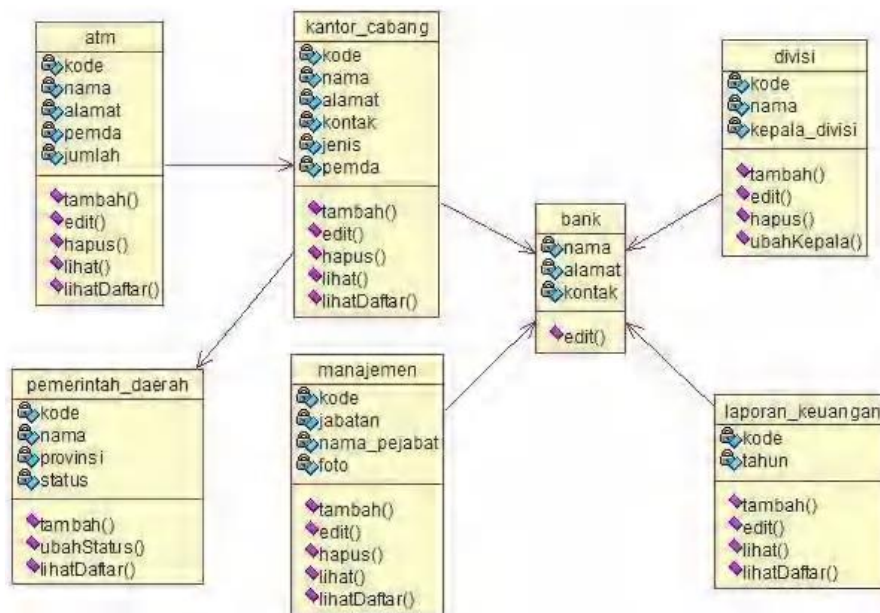 atm
kode
nama
alamat
pemda
jumlah
tambah()
edit()
hapus()
lihat()
lihatDaftar()
kantor_cabang
kode
nama
alamat
kontak
jenis
pemda
tambah()
edit()
hapus()
lihat()
lihatDaftar()
divisi
kode
nama
kepala_divisi
tambah()
edit()
hapus()
ubahKepala()
bank
nama
alamat
kontak
edit()
pemerintah_daerah
kode
nama
provinsi
status
tambah()
ubahStatus()
lihatDaftar()
manajemen
kode
jabatan
nama_pejabat
foto
tambah()
edit()
hapus()
lihat()
lihatDaftar()
laporan_keuangan
kode
tahun
tambah()
edit()
lihat()
lihatDaftar()